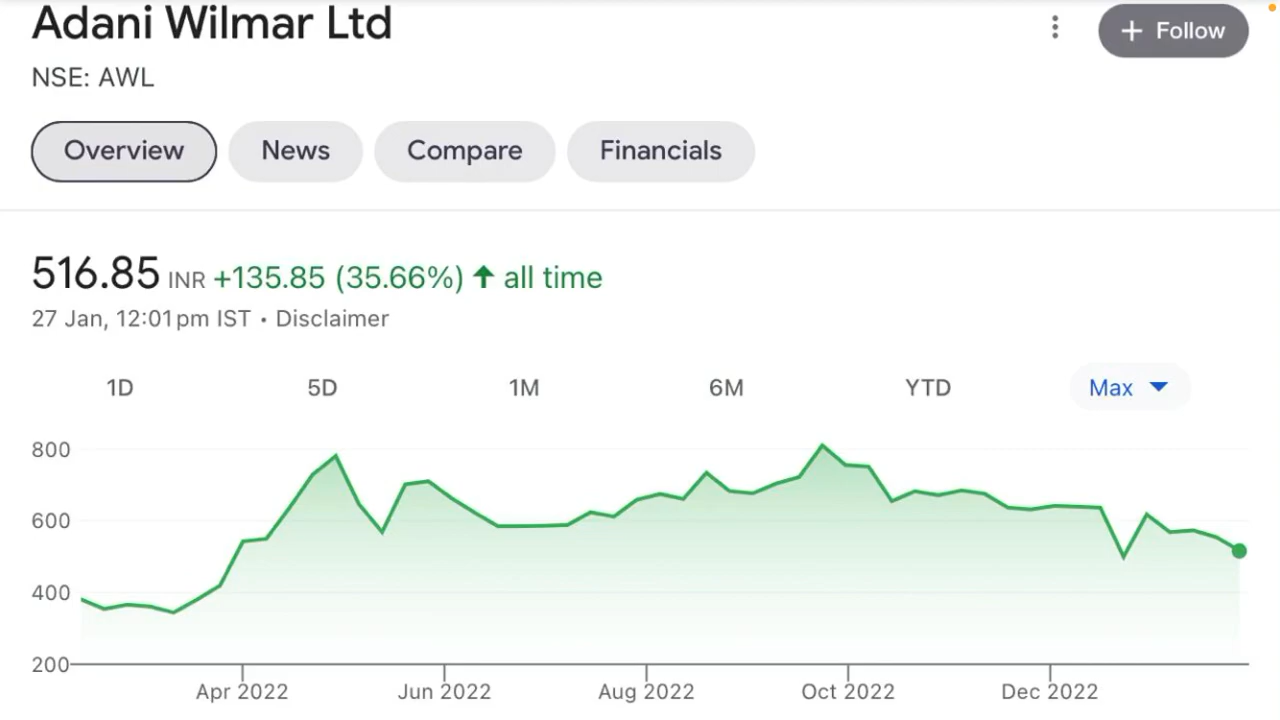 Adani Wilmar Ltd
+ Follow
NSE: AWL
Overview News Compare Financials
516.85 INR +135.85 (35.66%) ↑ all time
27 Jan, 12:01 pm IST • Disclaimer
1D 5D 1M 6M YTD Max
800
600
400
200
Apr 2022 Jun 2022 Aug 2022 Oct 2022 Dec 2022